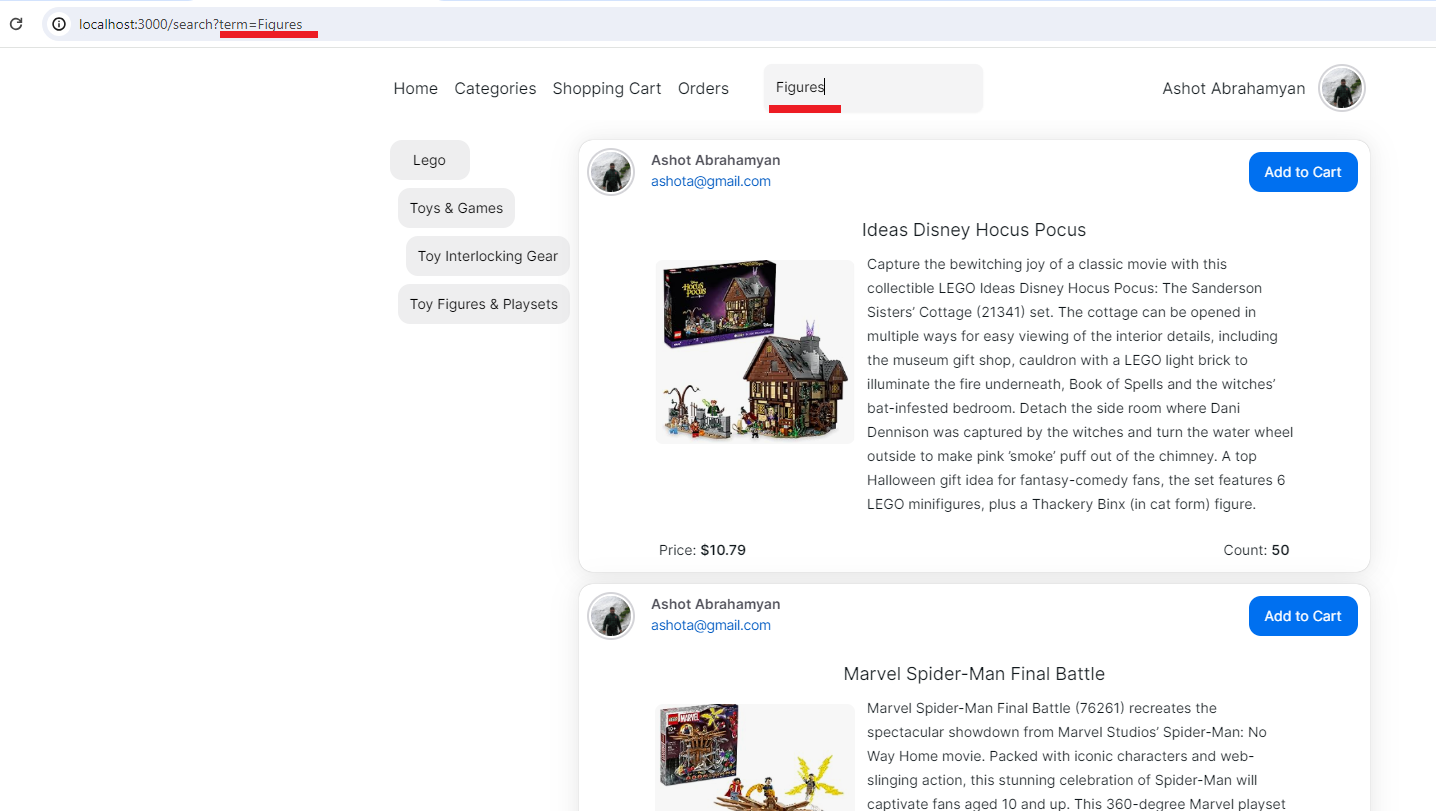 localhost:3000/search?term=Figures
Home Categories Shopping Cart Orders Figures Ashot Abrahamyan
Lego
Toys & Games
Toy Interlocking Gear
Toy Figures & Playsets
Ashot Abrahamyan
ashota@gmail.com
Add to Cart
Ideas Disney Hocus Pocus
Capture the bewitching joy of a classic movie with this
collectible LEGO Ideas Disney Hocus Pocus: The Sanderson
Sisters’ Cottage (21341) set. The cottage can be opened in
multiple ways for easy viewing of the interior details, including
the museum gift shop, cauldron with a LEGO light brick to
illuminate the fire underneath, Book of Spells and the witches’
bat-infested bedroom. Detach the side room where Dani
Dennison was captured by the witches and turn the water wheel
outside to make pink ’smoke’ puff out of the chimney. A top
Halloween gift idea for fantasy-comedy fans, the set features 6
LEGO minifigures, plus a Thackery Binx (in cat form) figure.
Price: $10.79
Count: 50
Ashot Abrahamyan
ashota@gmail.com
Add to Cart
Marvel Spider-Man Final Battle
MARVEL
Marvel Spider-Man Final Battle (76261) recreates the
spectacular showdown from Marvel Studios’ Spider-Man: No
Way Home movie. Packed with iconic characters and web-
slinging action, this stunning celebration of Spider-Man will
captivate fans aged 10 and up. This 360-degree Marvel playset